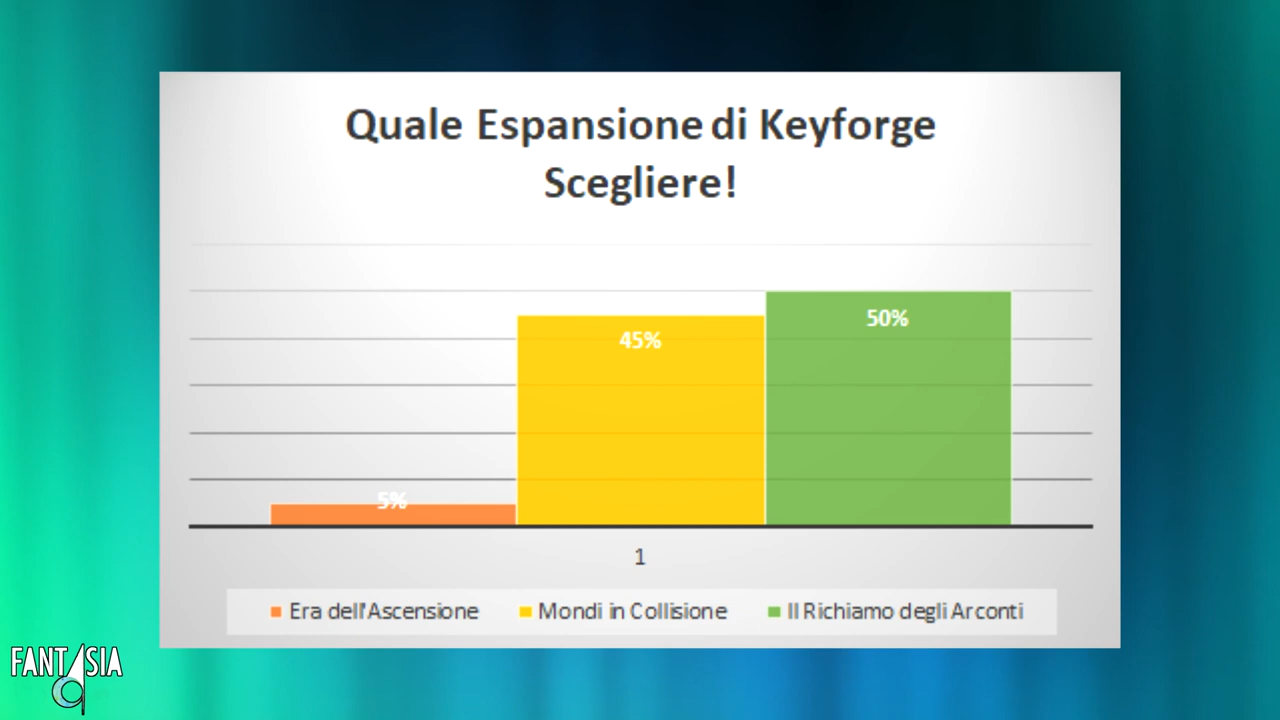 Quale Espansione di Keyforge
Scegliere!
5%
45%
50%
1
Era dell'Ascensione
Mondi in Collisione
Il Richiamo degli Arconti
FANTASIA